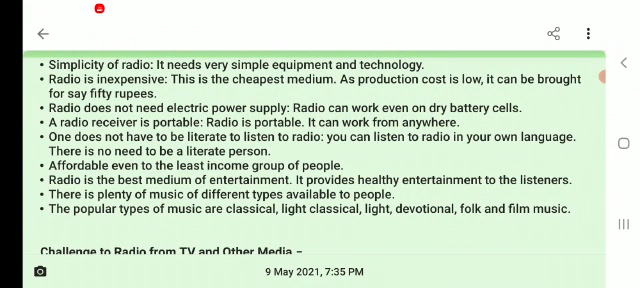 • Simplicity of radio: It needs very simple equipment and technology.
• Radio is inexpensive: This is the cheapest medium. As production cost is low, it can be brought
for say fifty rupees.
• Radio does not need electric power supply: Radio can work even on dry battery cells.
• A radio receiver is portable: Radio is portable. It can work from anywhere.
• One does not have to be literate to listen to radio: you can listen to radio in your own language.
There is no need to be a literate person.
• Affordable even to the least income group of people.
• Radio is the best medium of entertainment. It provides healthy entertainment to the listeners.
• There is plenty of music of different types available to people.
• The popular types of music are classical, light classical, light, devotional, folk and film music.
Challenge to Radio from TV and Other Media –
9 May 2021, 7:35 PM